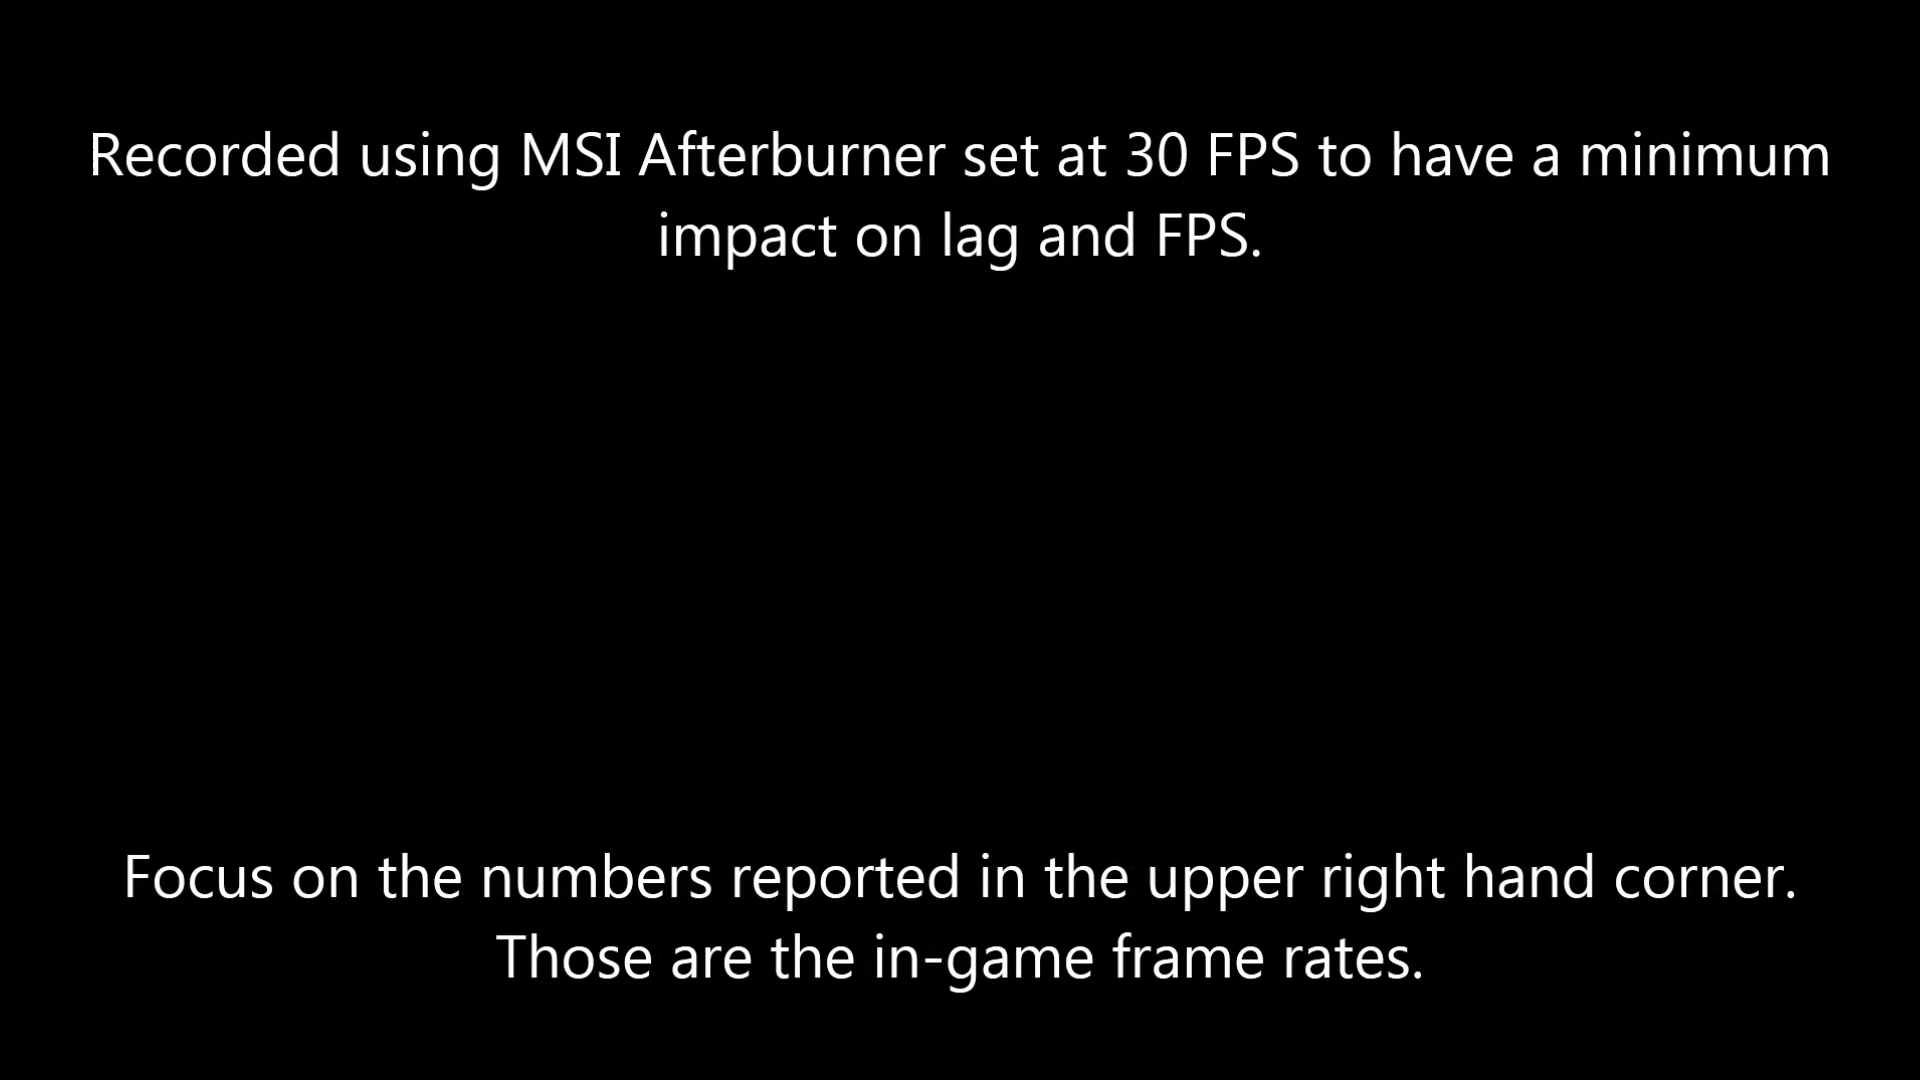 Recorded using MSI Afterburner set at 30 FPS to have a minimum
impact on lag and FPS.
Focus on the numbers reported in the upper right hand corner.
Those are the in-game frame rates.